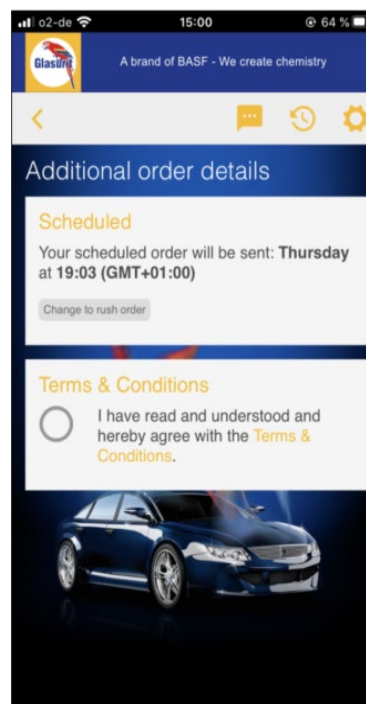 o2-de
15:00
64 %
Glasurit
A brand of BASF - We create chemistry
Additional order details
Scheduled
Your scheduled order will be sent: Thursday
at 19:03 (GMT+01:00)
Change to rush order
Terms & Conditions
I have read and understood and
hereby agree with the Terms &
Conditions.